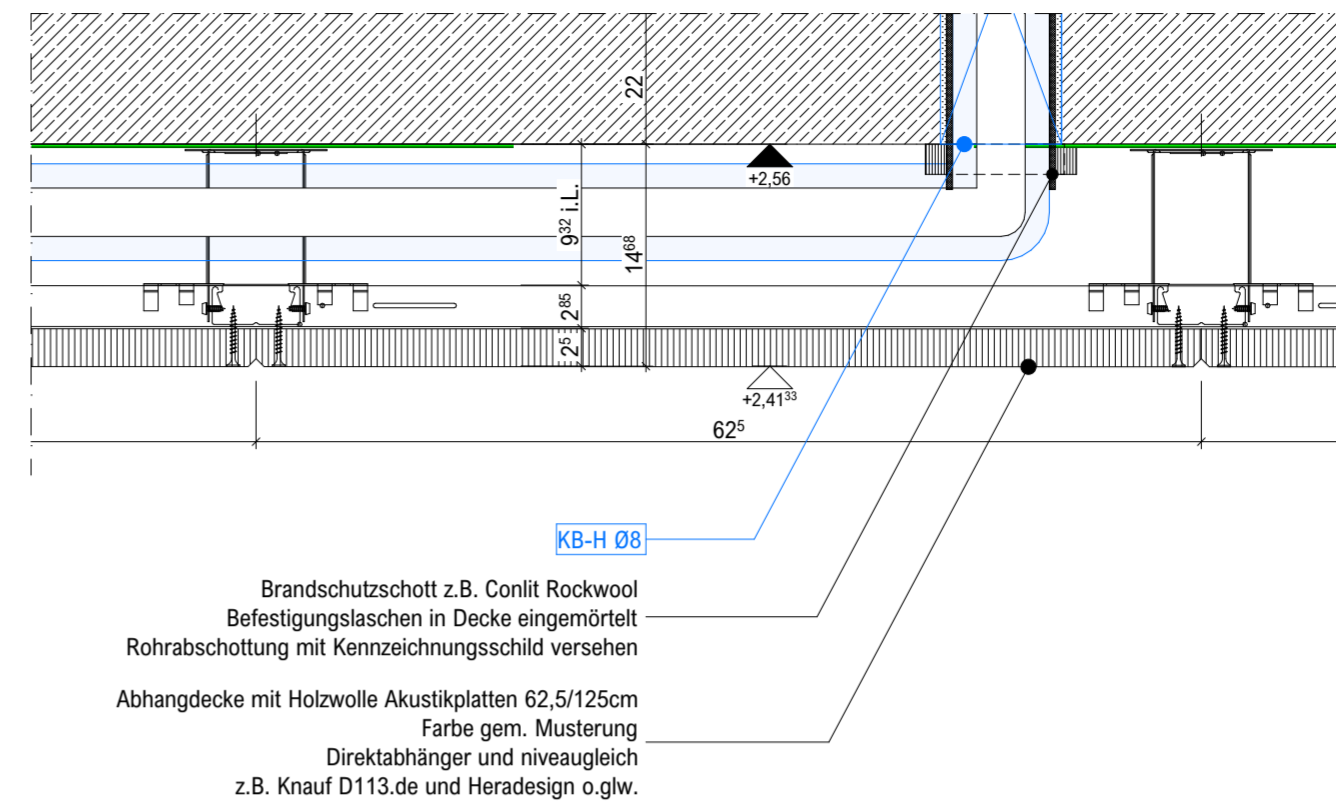 22
+2,56
9³² i.L.
14⁶⁸
2⁸⁵
2⁵
+2,41³³
62⁵
KB-H Ø8
Brandschutzschott z.B. Conlit Rockwool
Befestigungslaschen in Decke eingemörtelt
Rohrabschottung mit Kennzeichnungsschild versehen
Abhangdecke mit Holzwolle Akustikplatten 62,5/125cm
Farbe gem. Musterung
Direktabhänger und niveaugleich
z.B. Knauf D113.de und Heradesign o.glw.